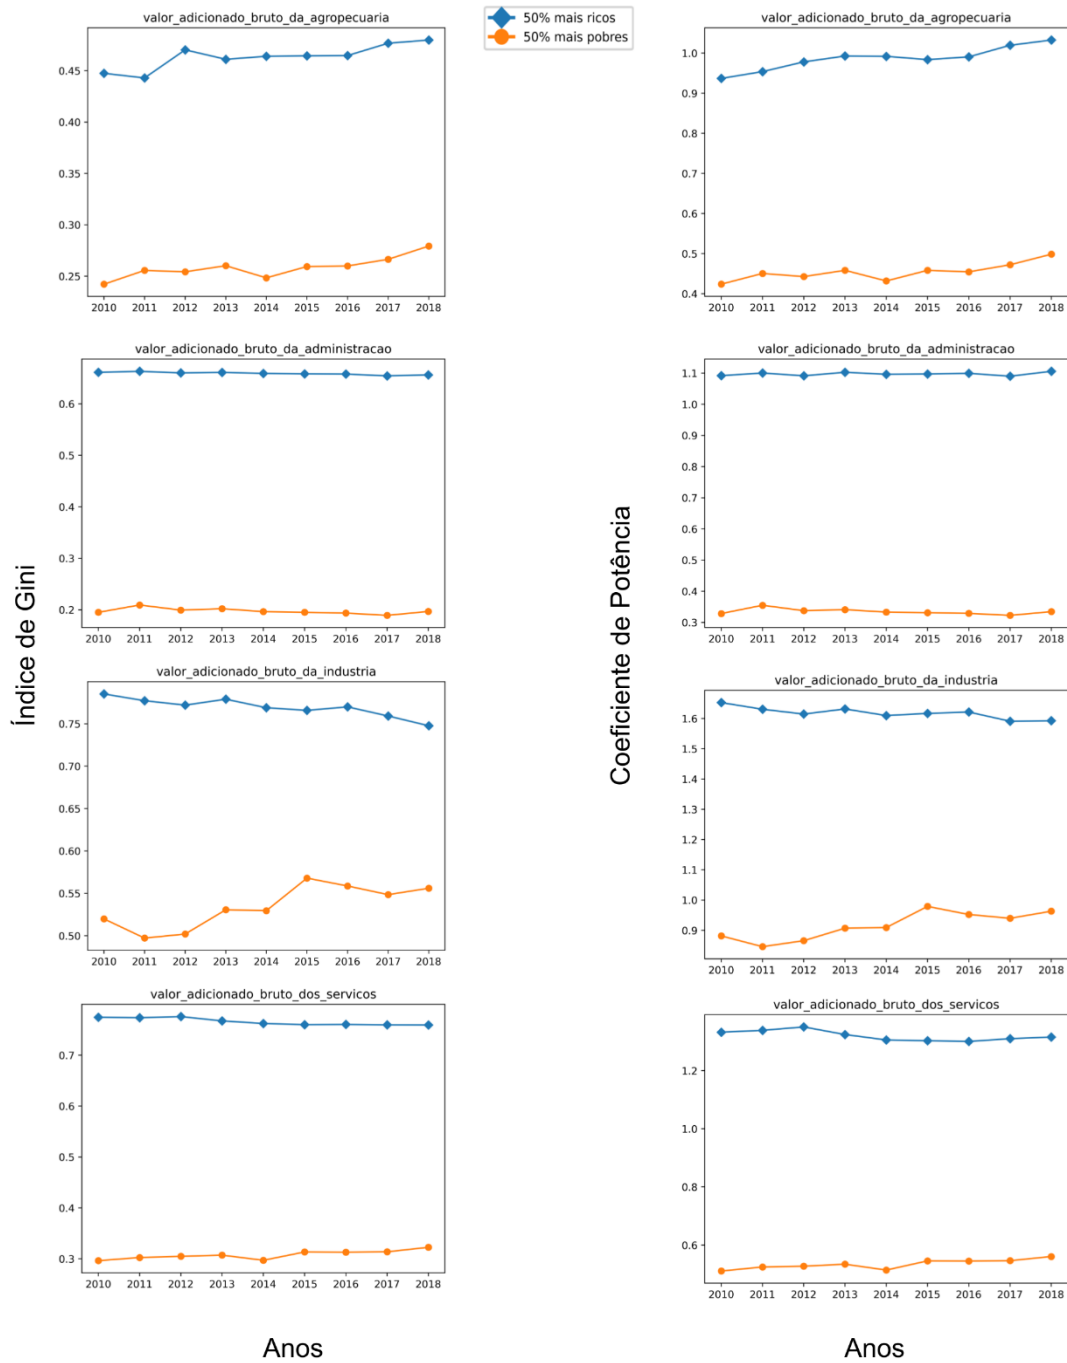 valor_adicionado_bruto_da_agropecuaria
50% mais ricos
50% mais pobres
valor_adicionado_bruto_da_agropecuaria
0.45
0.40
0.35
0.30
0.25
2010 2011 2012 2013 2014 2015 2016 2017 2018
1.0
0.9
0.8
0.7
0.6
0.5
0.4
2010 2011 2012 2013 2014 2015 2016 2017 2018
valor_adicionado_bruto_da_administracao
0.6
0.5
0.4
0.3
0.2
2010 2011 2012 2013 2014 2015 2016 2017 2018
valor_adicionado_bruto_da_administracao
1.1
1.0
0.9
0.8
0.7
0.6
0.5
0.4
0.3
2010 2011 2012 2013 2014 2015 2016 2017 2018
Índice de Gini
Coeficiente de Potência
valor_adicionado_bruto_da_industria
0.75
0.70
0.65
0.60
0.55
0.50
2010 2011 2012 2013 2014 2015 2016 2017 2018
valor_adicionado_bruto_da_industria
1.6
1.5
1.4
1.3
1.2
1.1
1.0
0.9
2010 2011 2012 2013 2014 2015 2016 2017 2018
valor_adicionado_bruto_dos_servicos
0.7
0.6
0.5
0.4
0.3
2010 2011 2012 2013 2014 2015 2016 2017 2018
valor_adicionado_bruto_dos_servicos
1.2
1.0
0.8
0.6
2010 2011 2012 2013 2014 2015 2016 2017 2018
Anos
Anos